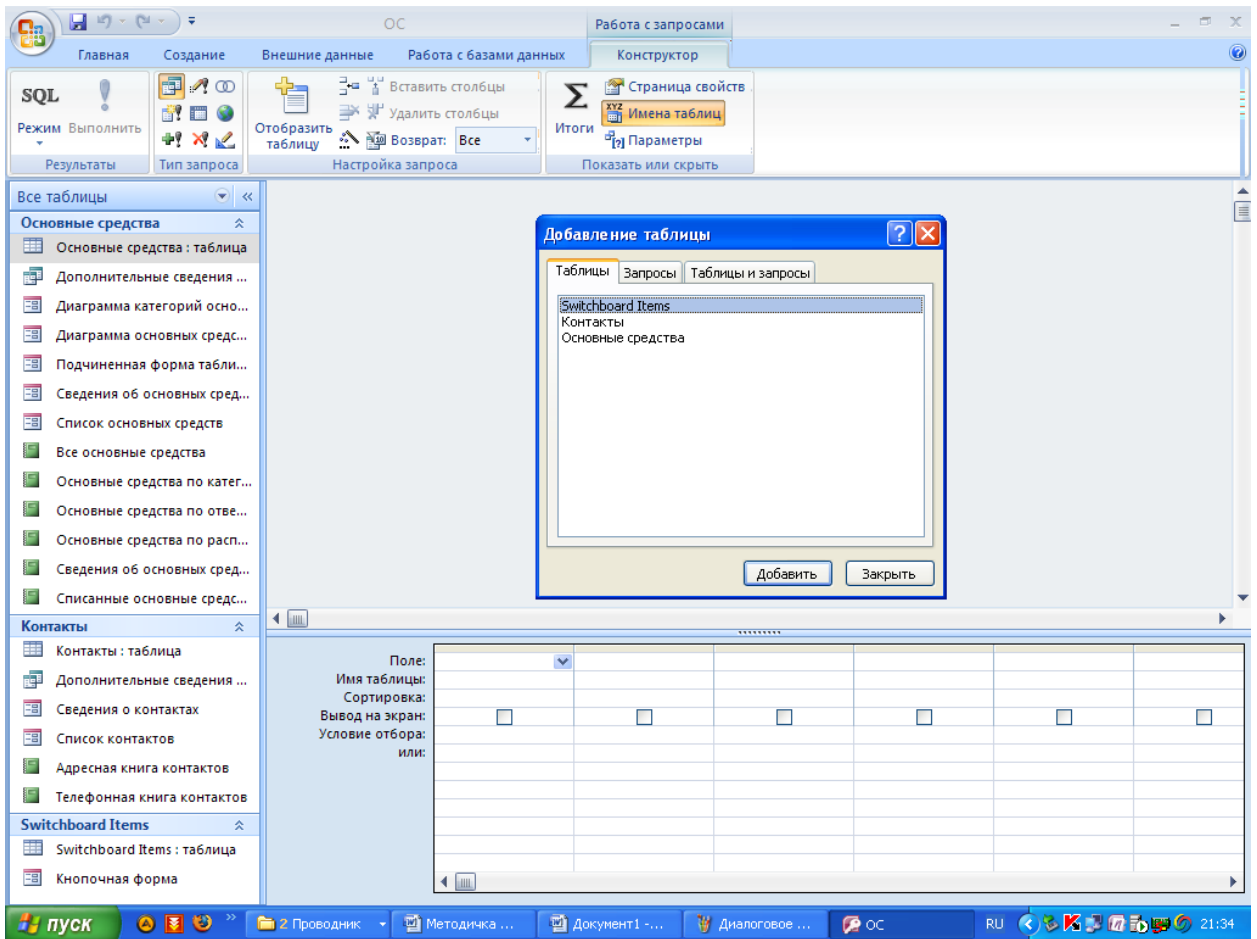 ОС
Работа с запросами
Главная
Создание
Внешние данные
Работа с базами данных
Конструктор
SQL
Режим
Выполнить
Результаты
Тип запроса
Отобразить таблицу
Вставить столбцы
Удалить столбцы
Возврат: Все
Настройка запроса
Итоги
Страница свойств
Имена таблиц
Параметры
Показать или скрыть
Все таблицы
Основные средства
Основные средства : таблица
Дополнительные сведения ...
Диаграмма категорий осно...
Диаграмма основных средс...
Подчиненная форма табли...
Сведения об основных сред...
Список основных средств
Все основные средства
Основные средства по катег...
Основные средства по отве...
Основные средства по расп...
Сведения об основных сред...
Списанные основные средс...
Контакты
Контакты : таблица
Дополнительные сведения ...
Сведения о контактах
Список контактов
Адресная книга контактов
Телефонная книга контактов
Switchboard Items
Switchboard Items : таблица
Кнопочная форма
Добавление таблицы
Таблицы
Запросы
Таблицы и запросы
Switchboard Items
Контакты
Основные средства
Добавить
Закрыть
Поле:
Имя таблицы:
Сортировка:
Вывод на экран:
Условие отбора:
или:
пуск
2 Проводник
Методичка ...
Документ1 -...
Диалоговое ...
ОС
RU
21:34